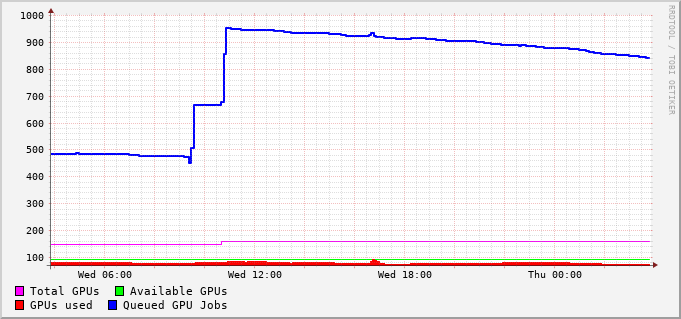 1000
900
800
700
600
500
400
300
200
100
Wed 06:00 Wed 12:00 Wed 18:00 Thu 00:00
Total GPUs Available GPUs
GPUs used Queued GPU Jobs
RRDTOOL / TOBI OETIKER